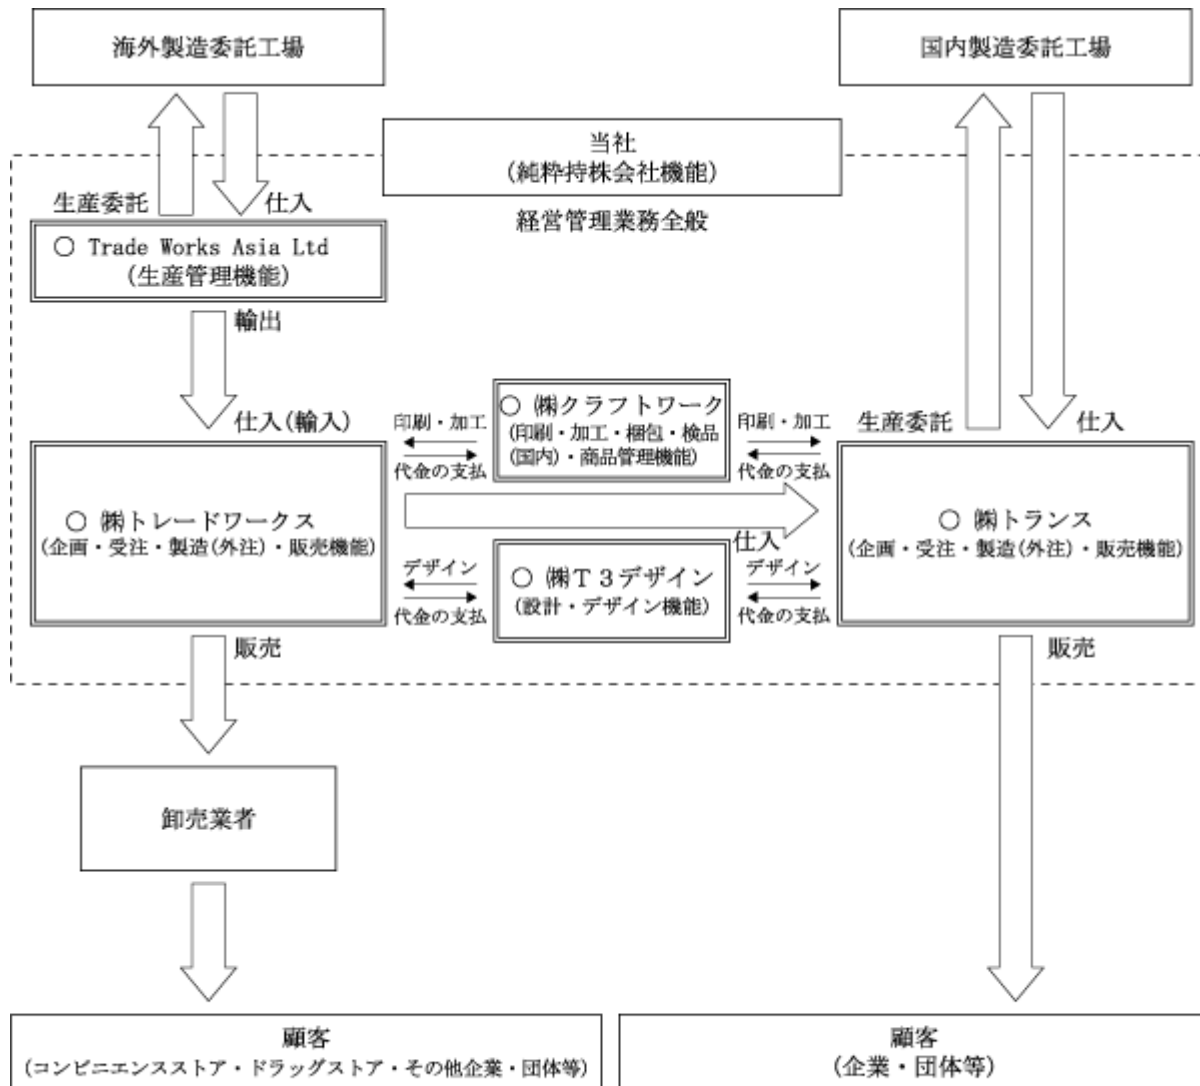 海外製造委託工場
国内製造委託工場
当社
(純粋持株会社機能)
経営管理業務全般
生産委託
仕入
○ Trade Works Asia Ltd
(生産管理機能)
輸出
仕入(輸入)
印刷・加工
代金の支払
○ ㈱クラフトワーク
(印刷・加工・梱包・検品
(国内)・商品管理機能)
印刷・加工
代金の支払
生産委託
仕入
○ ㈱トレードワークス
(企画・受注・製造(外注)・販売機能)
仕入
○ ㈱トランス
(企画・受注・製造(外注)・販売機能)
デザイン
代金の支払
○ ㈱T3デザイン
(設計・デザイン機能)
デザイン
代金の支払
販売
販売
卸売業者
顧客
(コンビニエンスストア・ドラッグストア・その他企業・団体等)
顧客
(企業・団体等)